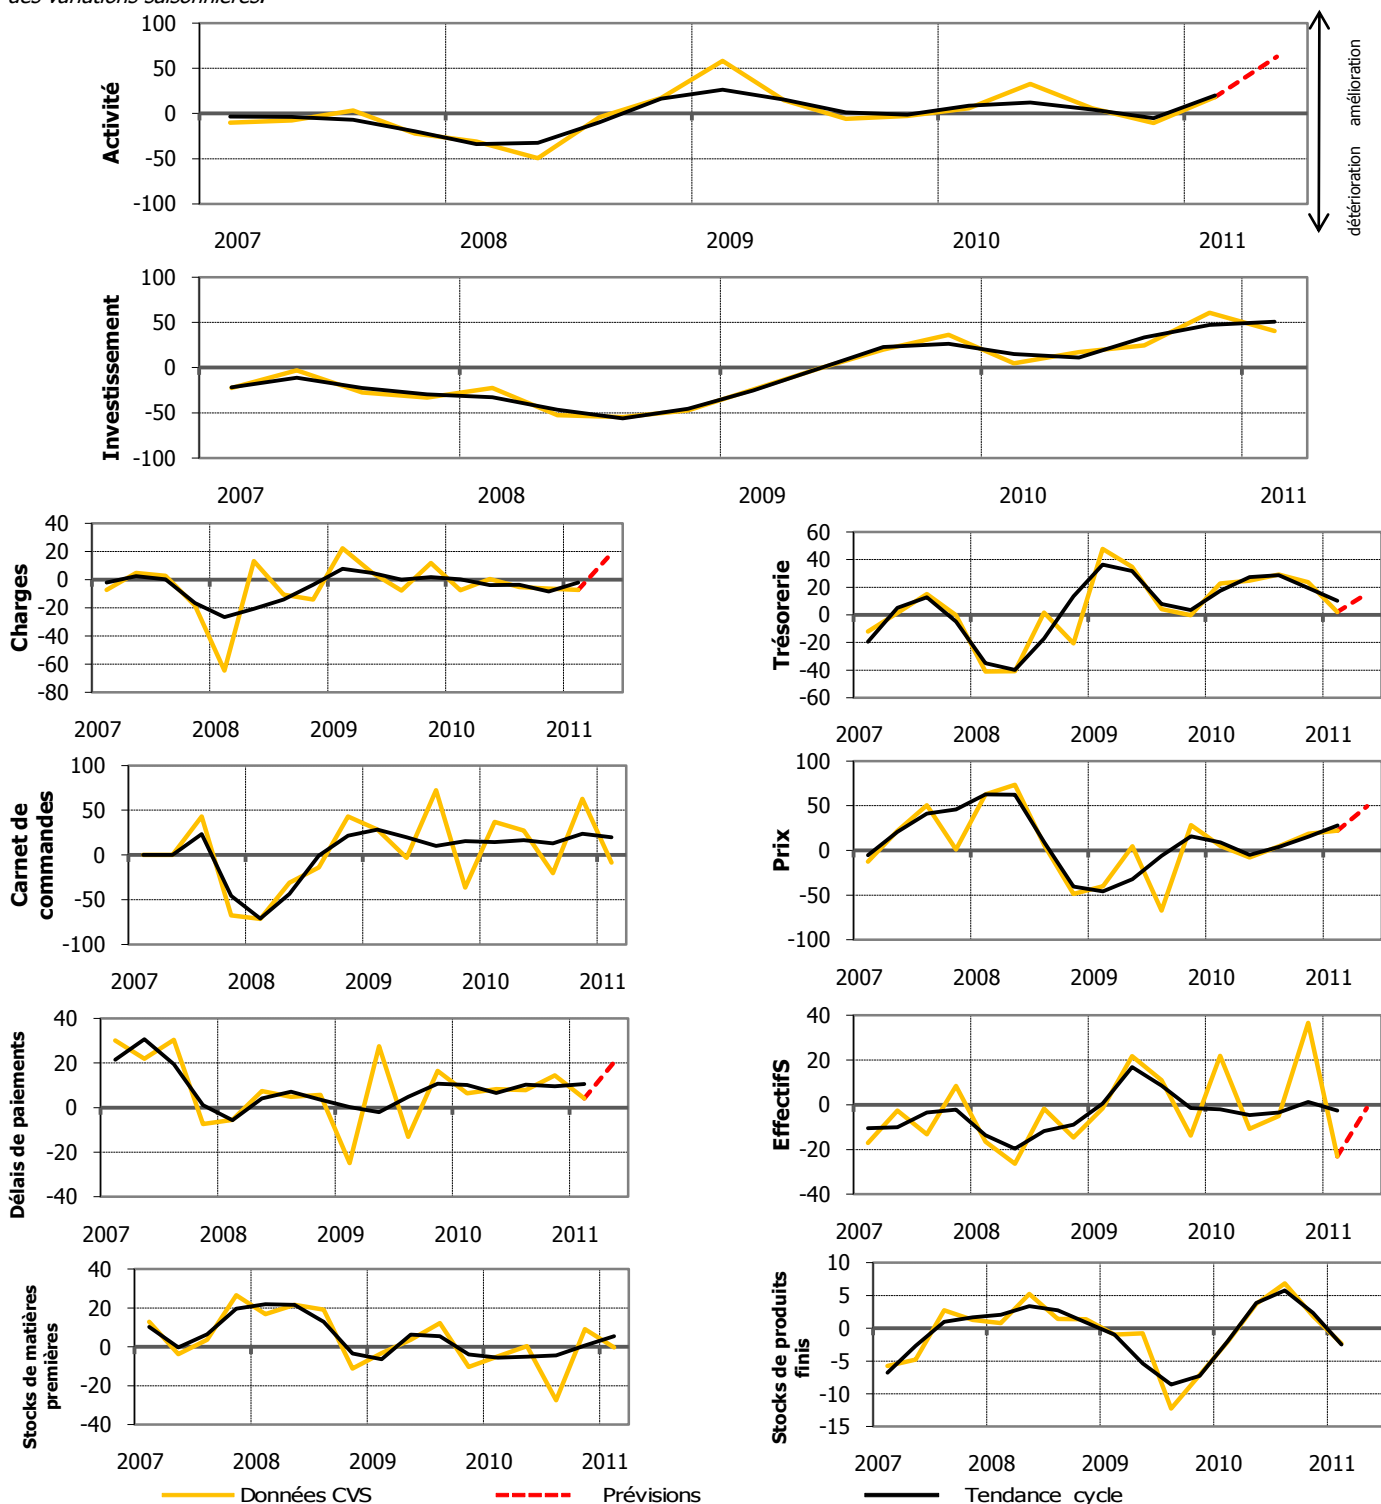 des variations saisonnières.
100
50
0
-50
-100
Activité
amélioration
détérioration
2007 2008 2009 2010 2011
100
50
0
-50
-100
Investissement
2007 2008 2009 2010 2011
40
20
0
-20
-40
-60
-80
Charges
2007 2008 2009 2010 2011
60
40
20
0
-20
-40
-60
Trésorerie
2007 2008 2009 2010 2011
100
50
0
-50
-100
Carnet de
commandes
2007 2008 2009 2010 2011
100
50
0
-50
-100
Prix
2007 2008 2009 2010 2011
40
20
0
-20
-40
Délais de paiements
2007 2008 2009 2010 2011
40
20
0
-20
-40
EffectifS
2007 2008 2009 2010 2011
40
20
0
-20
-40
Stocks de matières
premières
2007 2008 2009 2010 2011
10
5
0
-5
-10
-15
Stocks de produits
finis
2007 2008 2009 2010 2011
Données CVS Prévisions Tendance cycle